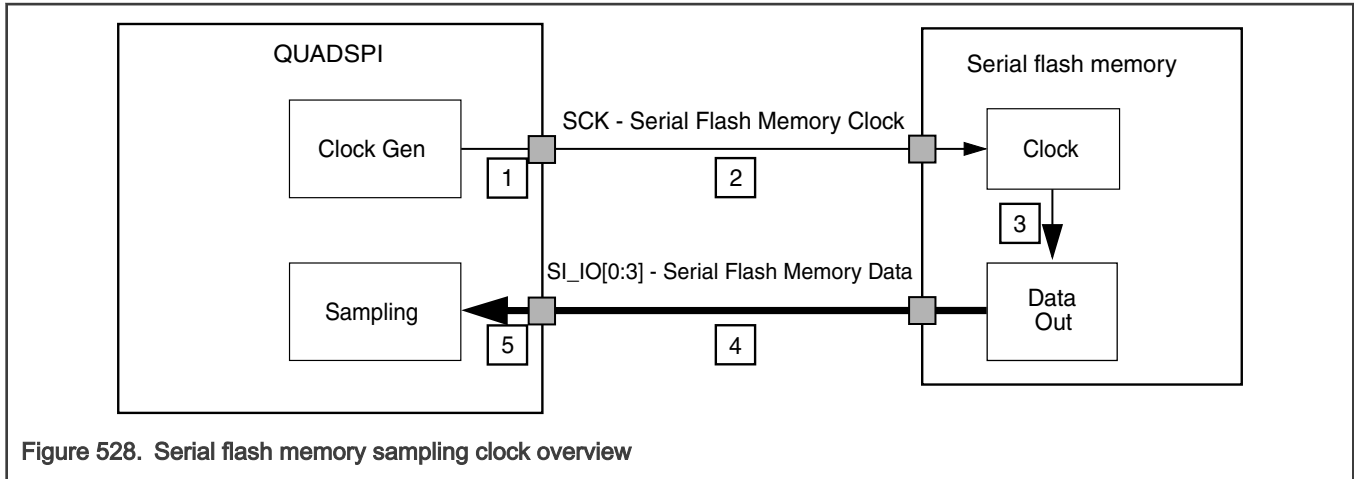 QUADSPI
Serial flash memory
SCK - Serial Flash Memory Clock
Clock Gen
Clock
1
2
3
SI_IO[0:3] - Serial Flash Memory Data
Sampling
Data
Out
5
4
Figure 528. Serial flash memory sampling clock overview